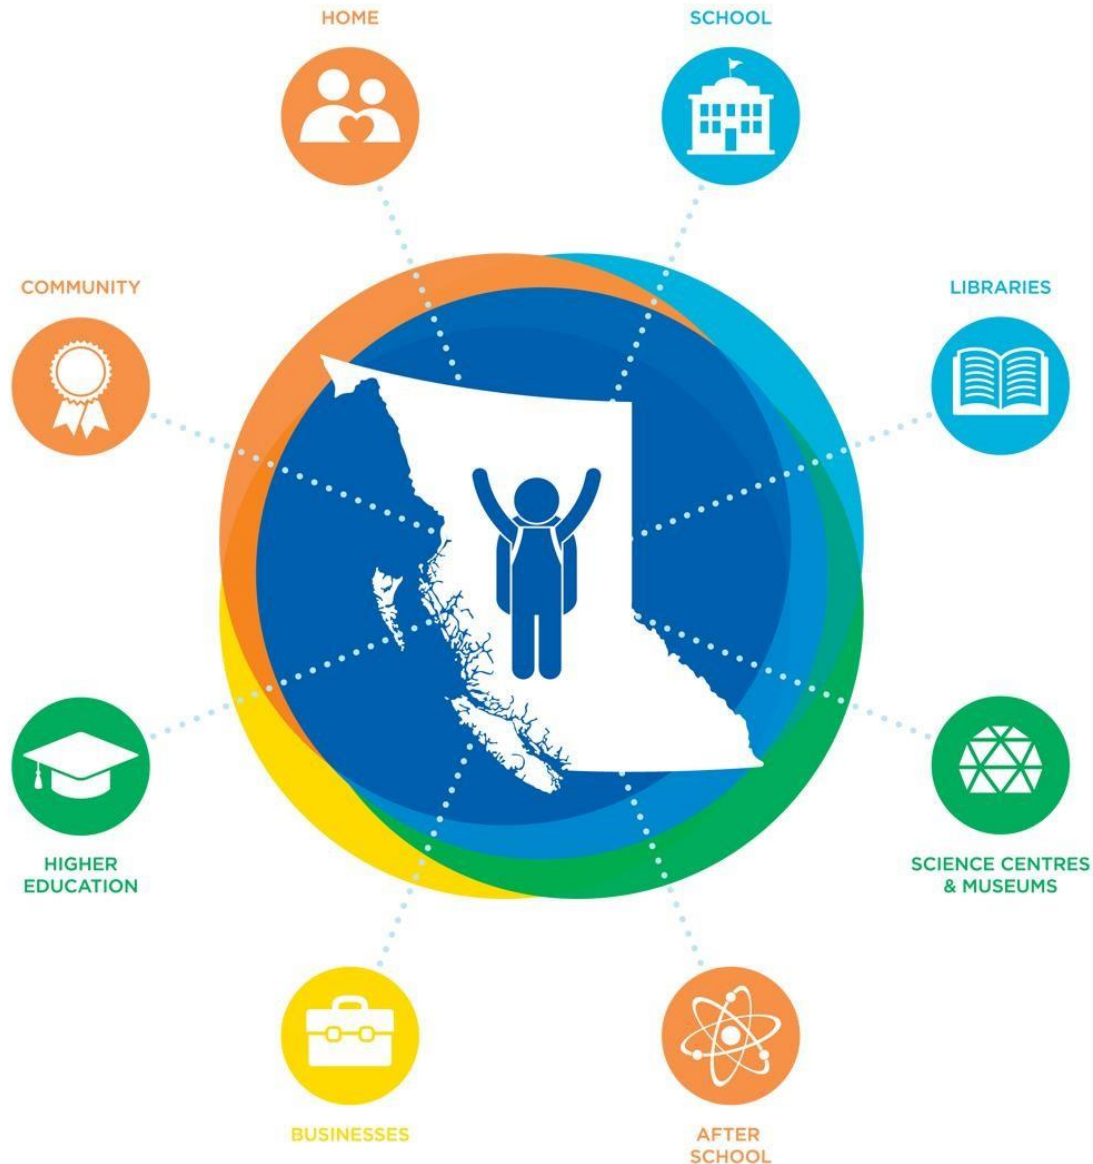 HOME
SCHOOL
COMMUNITY
LIBRARIES
HIGHER
EDUCATION
SCIENCE CENTRES
& MUSEUMS
BUSINESSES
AFTER
SCHOOL